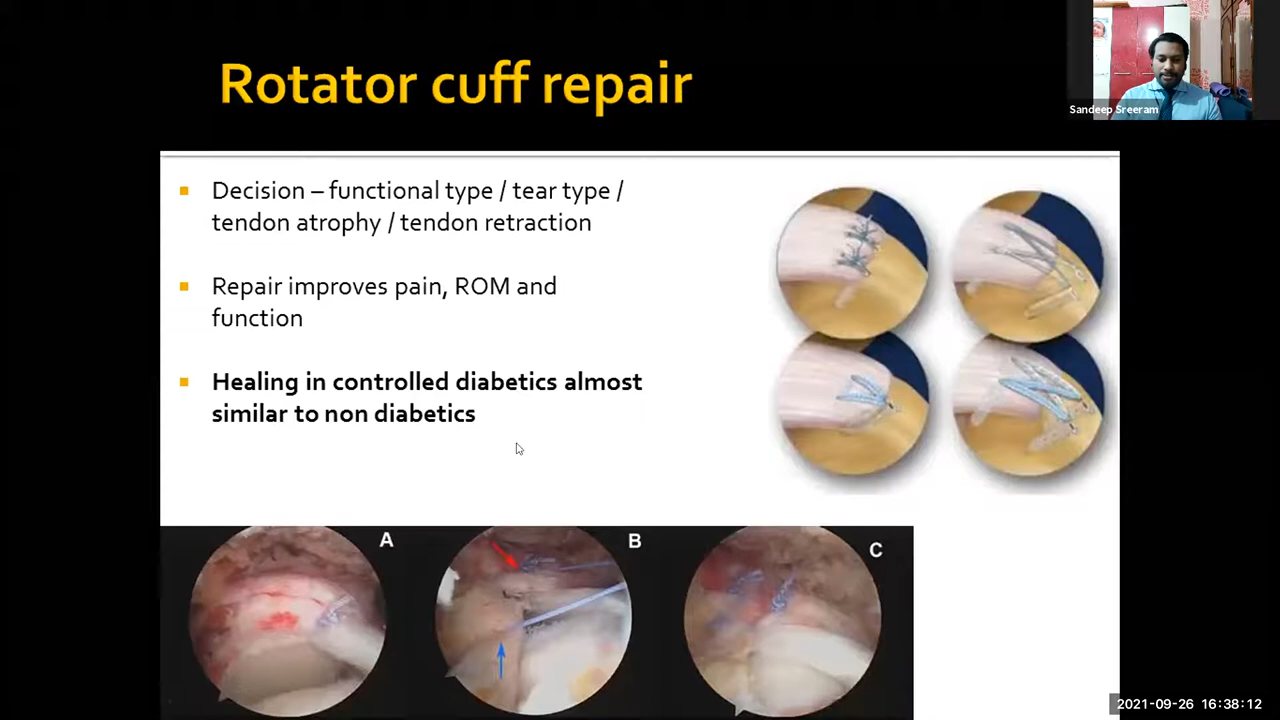 Rotator cuff repair
Sandeep Sreeram
Decision – functional type / tear type /
tendon atrophy / tendon retraction
Repair improves pain, ROM and
function
Healing in controlled diabetics almost
similar to non diabetics
A
B
C
2021-09-26 16:38:12